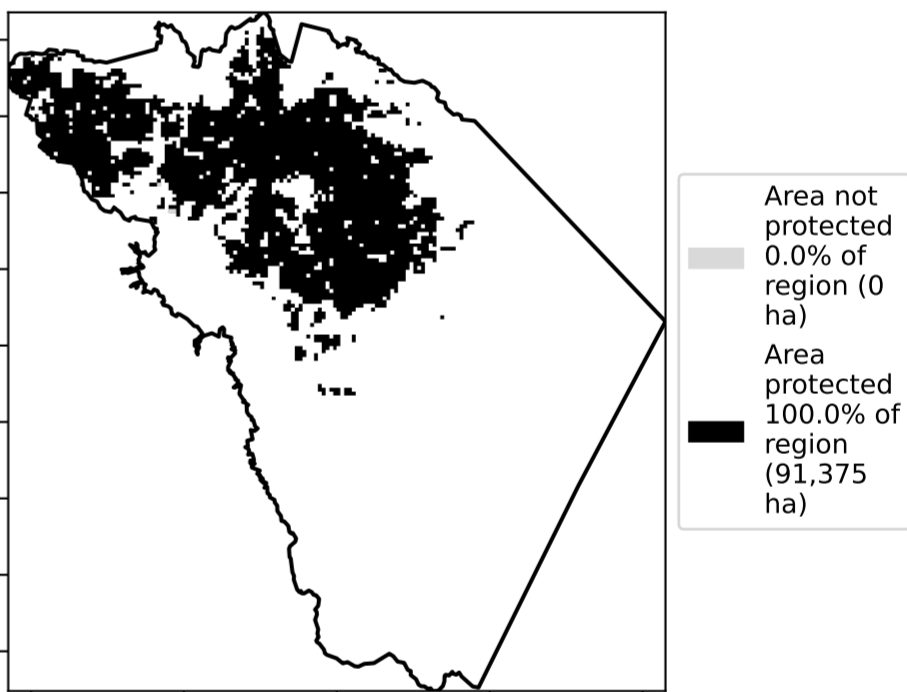 Area not
protected
0.0% of
region (0
ha)
Area
protected
100.0% of
region
(91,375
ha)